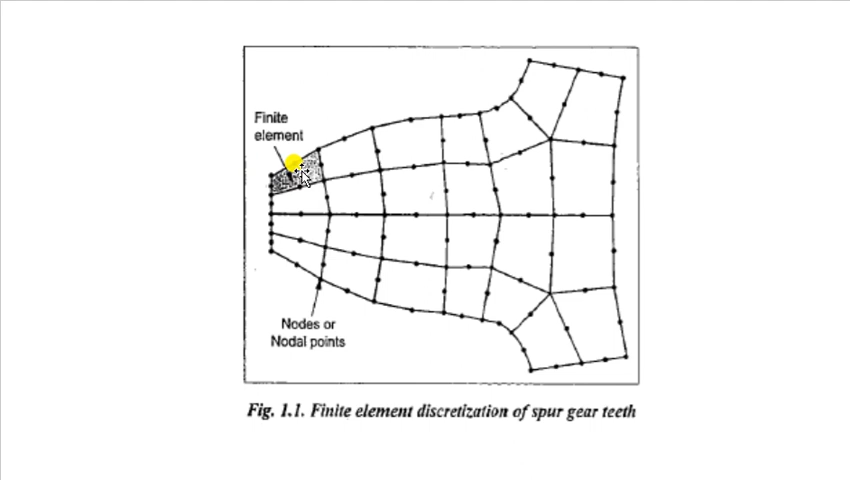 Finite
element
Nodes or
Nodal points
Fig. 1.1. Finite element discretization of spur gear teeth